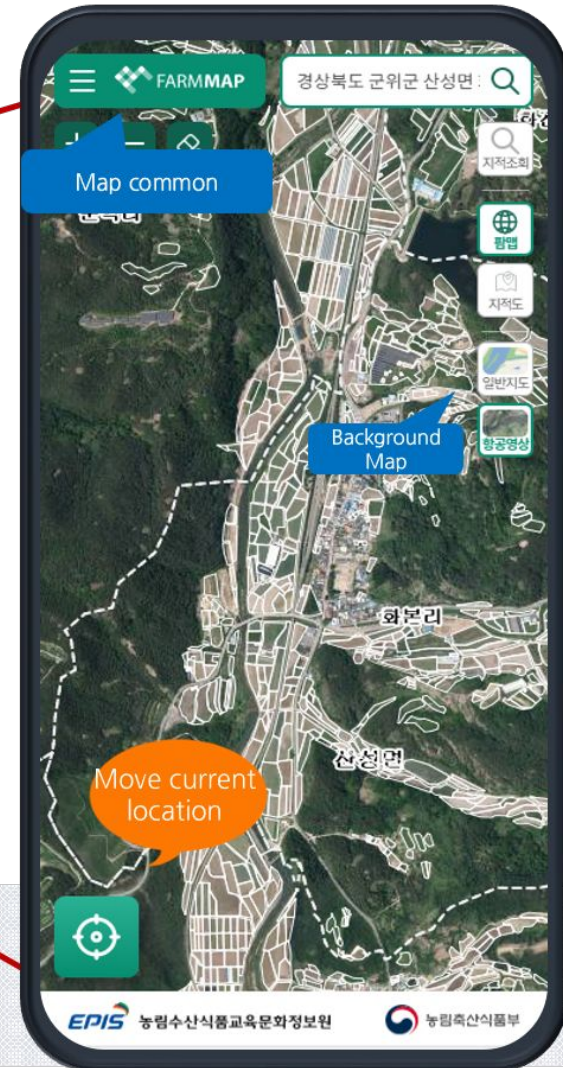 FARMMAP
경상북도 군위군 산성면
지적조회
Map common
팜맵
지적도
일반지도
Background
Map
항공영상
화본리
산성면
Move current
location
EPIS 농림수산식품교육문화정보원
농림축산식품부